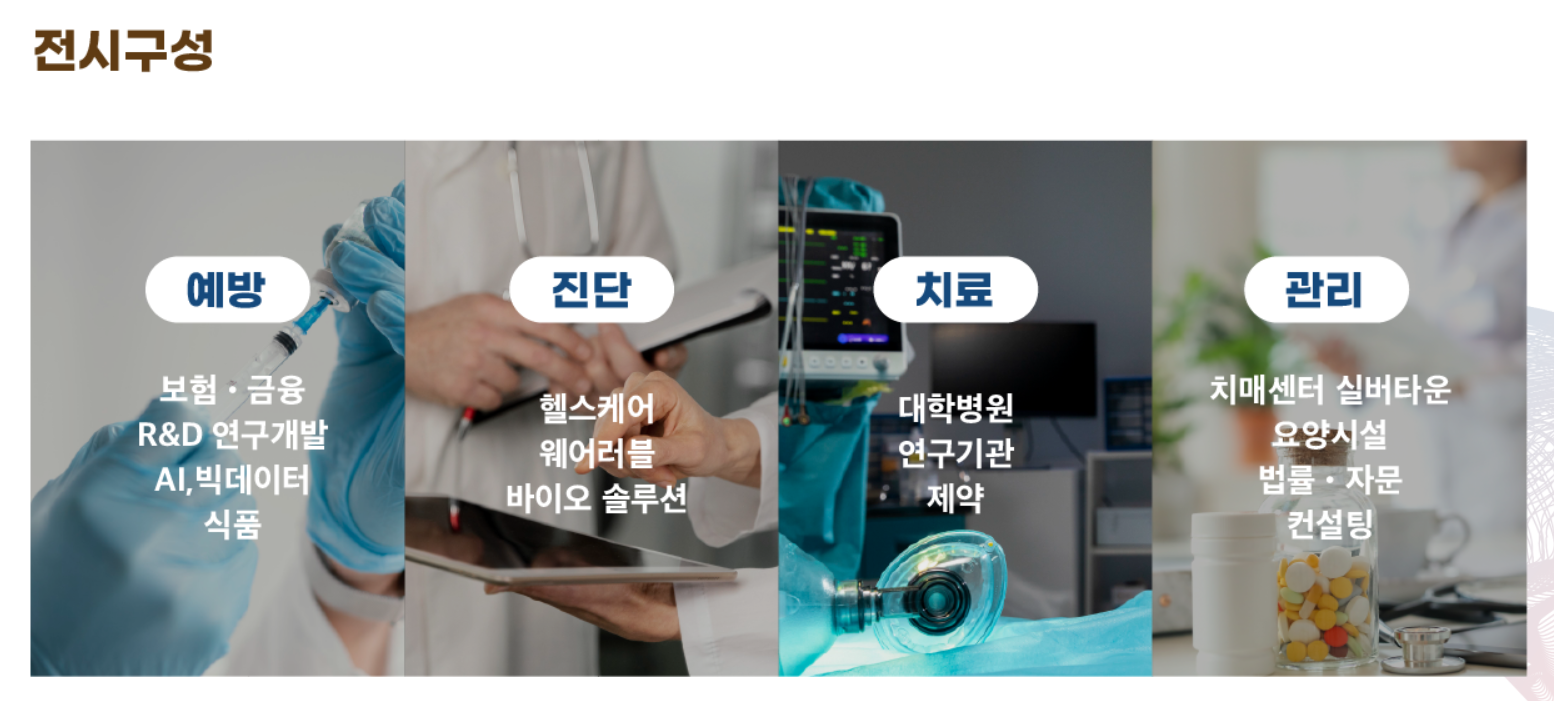 전시구성
예방
보험·금융
R&D 연구개발
AI,빅데이터
식품
진단
헬스케어
웨어러블
바이오 솔루션
치료
대학병원
연구기관
제약
관리
치매센터 실버타운
요양시설
법률·자문
컨설팅